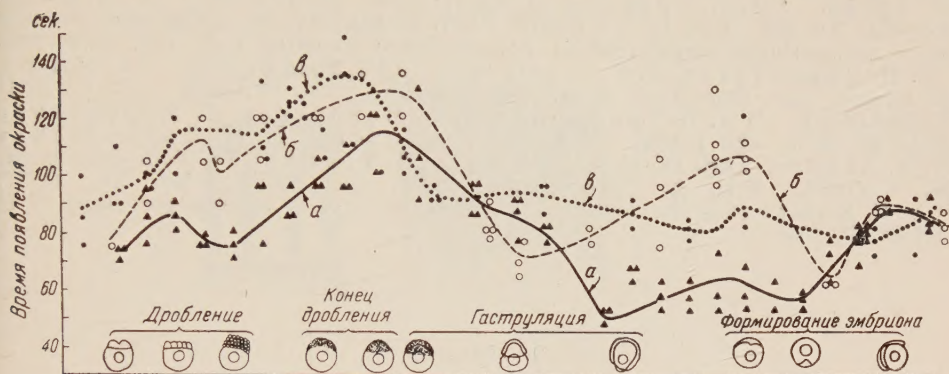 сек.
140
120
100
80
60
40
Время появления окраски
в
б
а
в
б
а
Дробление
Конец
дробления
Гаструляция
Формирование эмбриона